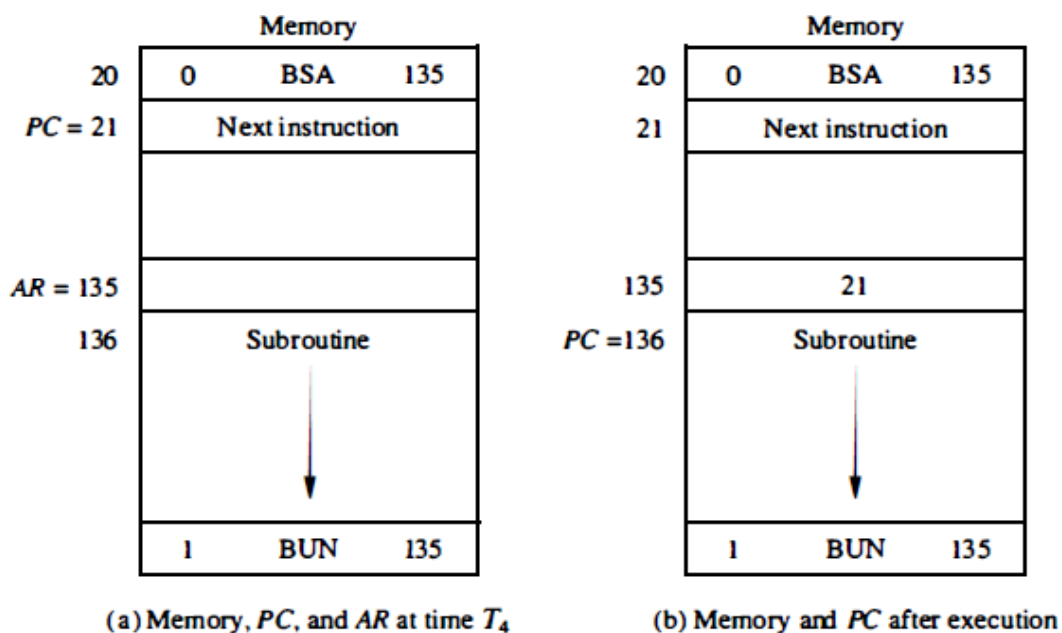 Memory
20 0 BSA 135
PC = 21 Next instruction
AR = 135
136 Subroutine
1 BUN 135
(a) Memory, PC, and AR at time T4
Memory
20 0 BSA 135
21 Next instruction
135 21
PC =136 Subroutine
1 BUN 135
(b) Memory and PC after execution